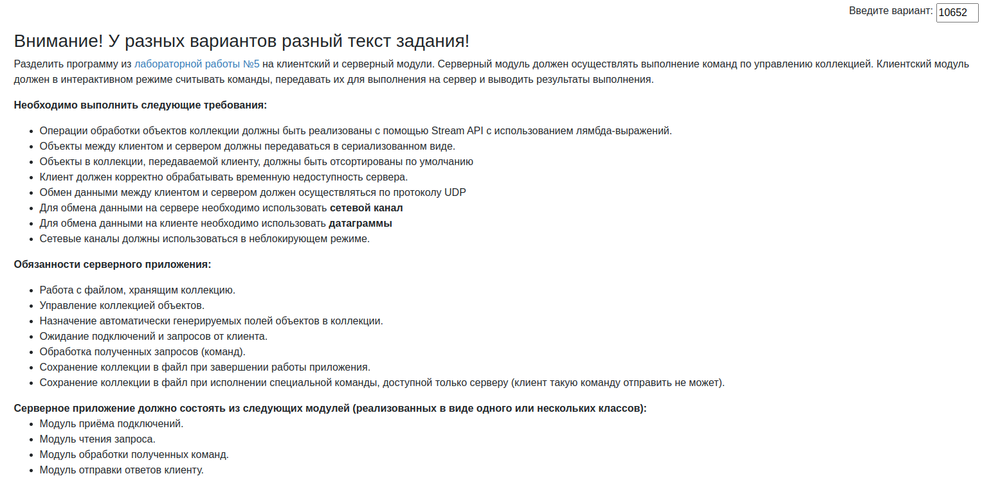 Введите вариант: 10652
Внимание! У разных вариантов разный текст задания!
Разделить программу из лабораторной работы №5 на клиентский и серверный модули. Серверный модуль должен осуществлять выполнение команд по управлению коллекцией. Клиентский модуль
должен в интерактивном режиме считывать команды, передавать их для выполнения на сервер и выводить результаты выполнения.
Необходимо выполнить следующие требования:
• Операции обработки объектов коллекции должны быть реализованы с помощью Stream API с использованием лямбда-выражений.
• Объекты между клиентом и сервером должны передаваться в сериализованном виде.
• Объекты в коллекции, передаваемой клиенту, должны быть отсортированы по умолчанию
• Клиент должен корректно обрабатывать временную недоступность сервера.
• Обмен данными между клиентом и сервером должен осуществляться по протоколу UDP
• Для обмена данными на сервере необходимо использовать сетевой канал
• Для обмена данными на клиенте необходимо использовать датаграммы
• Сетевые каналы должны использоваться в неблокирующем режиме.
Обязанности серверного приложения:
• Работа с файлом, хранящим коллекцию.
• Управление коллекцией объектов.
• Назначение автоматически генерируемых полей объектов в коллекции.
• Ожидание подключений и запросов от клиента.
• Обработка полученных запросов (команд).
• Сохранение коллекции в файл при завершении работы приложения.
• Сохранение коллекции в файл при исполнении специальной команды, доступной только серверу (клиент такую команду отправить не может).
Серверное приложение должно состоять из следующих модулей (реализованных в виде одного или нескольких классов):
• Модуль приёма подключений.
• Модуль чтения запроса.
• Модуль обработки полученных команд.
• Модуль отправки ответов клиенту.